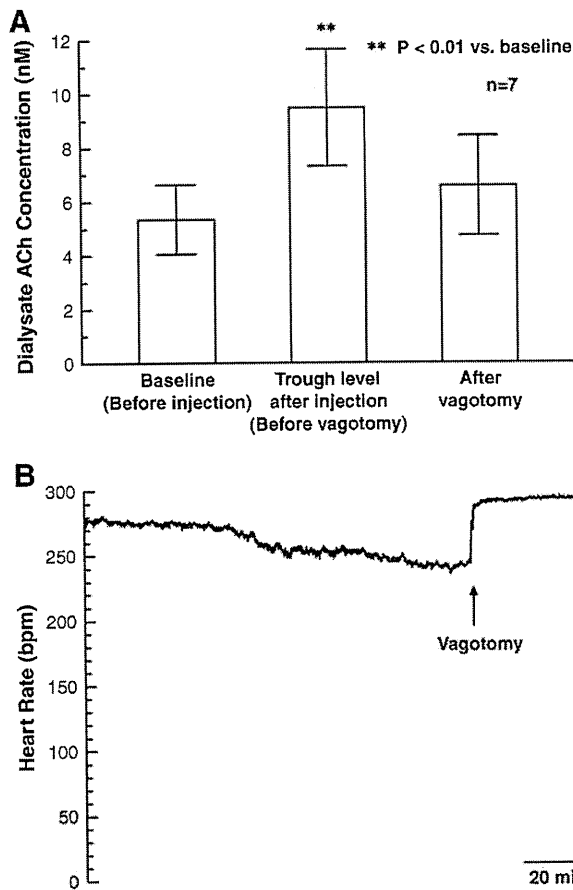 A
Dialysate ACh Concentration (nM)
12
10
8
6
4
2
0
**
** P < 0.01 vs. baseline
n=7
Baseline
(Before injection)
Trough level
after injection
(Before vagotomy)
After
vagotomy
B
Heart Rate (bpm)
300
250
200
150
100
50
0
Vagotomy
20 mi